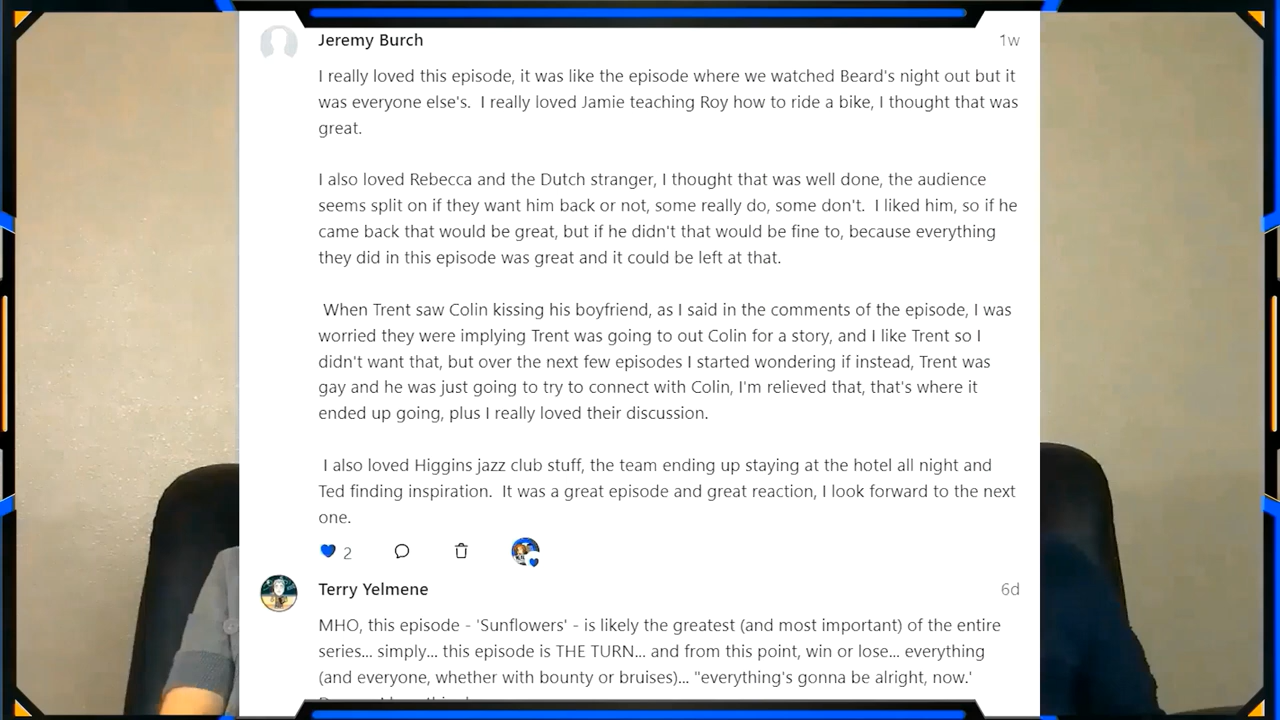 Jeremy Burch
1w
I really loved this episode, it was like the episode where we watched Beard's night out but it
was everyone else's.  I really loved Jamie teaching Roy how to ride a bike, I thought that was
great.
I also loved Rebecca and the Dutch stranger, I thought that was well done, the audience
seems split on if they want him back or not, some really do, some don't.  I liked him, so if he
came back that would be great, but if he didn't that would be fine to, because everything
they did in this episode was great and it could be left at that.
When Trent saw Colin kissing his boyfriend, as I said in the comments of the episode, I was
worried they were implying Trent was going to out Colin for a story, and I like Trent so I
didn't want that, but over the next few episodes I started wondering if instead, Trent was
gay and he was just going to try to connect with Colin, I'm relieved that, that's where it
ended up going, plus I really loved their discussion.
I also loved Higgins jazz club stuff, the team ending up staying at the hotel all night and
Ted finding inspiration.  It was a great episode and great reaction, I look forward to the next
one.
2
Terry Yelmene
6d
MHO, this episode - 'Sunflowers' - is likely the greatest (and most important) of the entire
series... simply... this episode is THE TURN... and from this point, win or lose... everything
(and everyone, whether with bounty or bruises)... "everything's gonna be alright, now.'